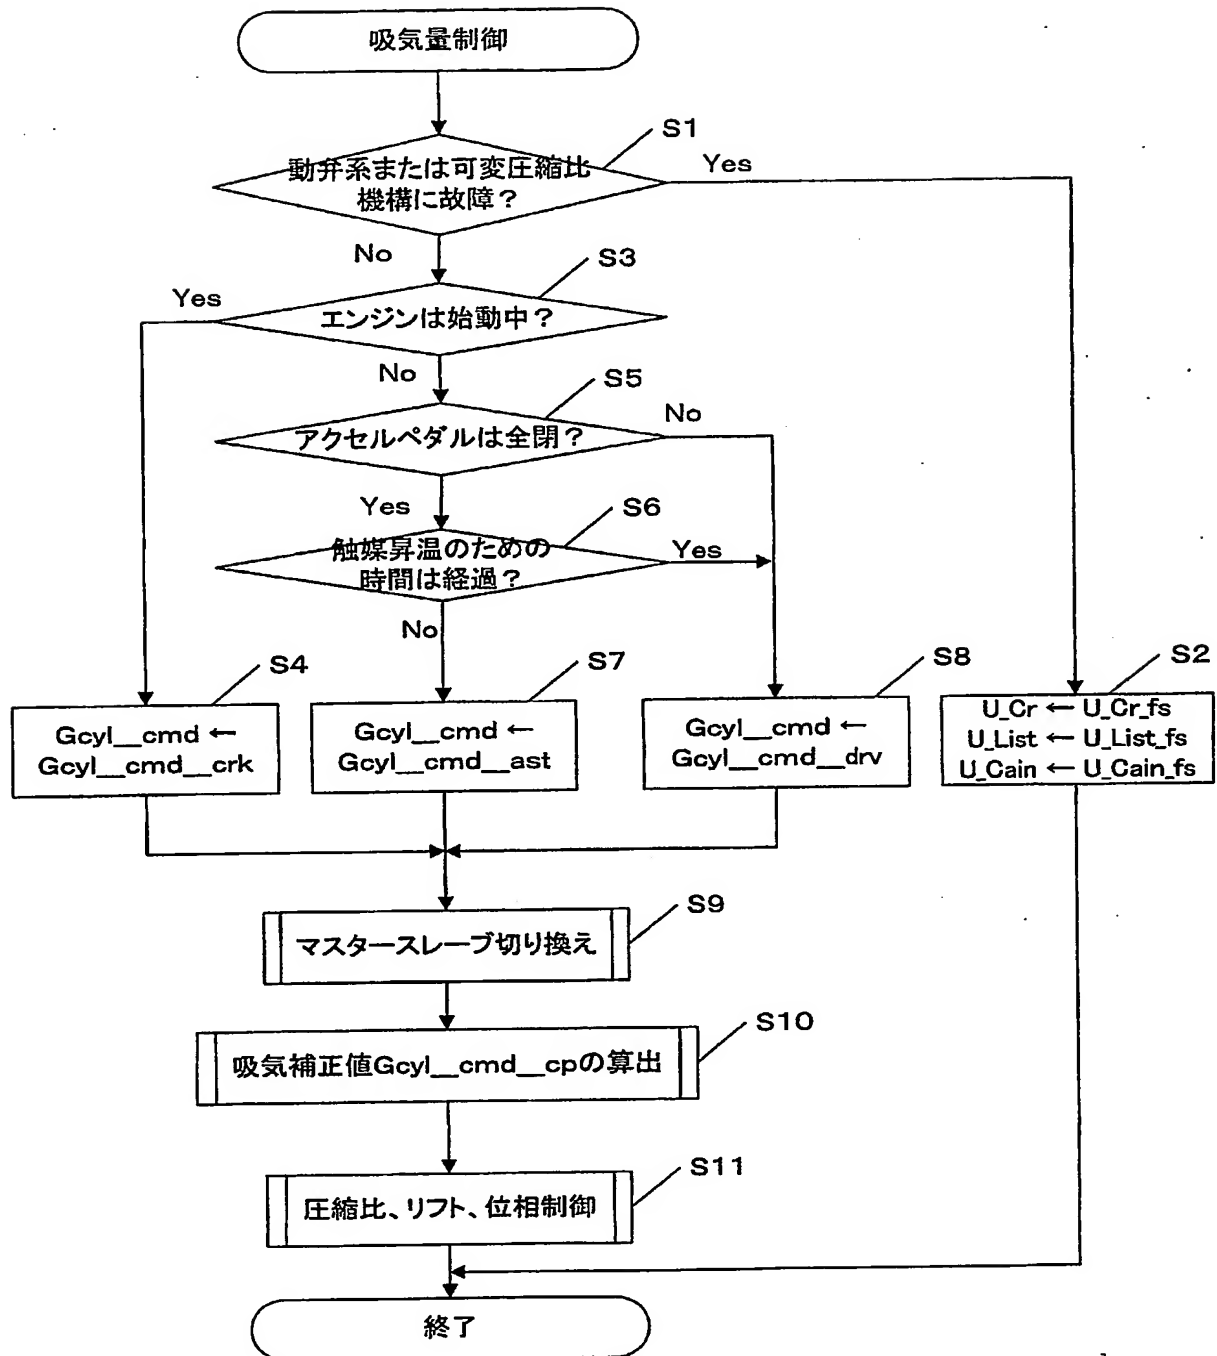 吸気量制御
S1
動弁系または可変圧縮比
機構に故障?
Yes
No
S3
Yes
エンジンは始動中?
No
S5
No
アクセルペダルは全閉?
Yes
S6
触媒昇温のための
時間は経過?
Yes
No
S4
Gcyl__cmd ←
Gcyl__cmd__crk
S7
Gcyl__cmd ←
Gcyl__cmd__ast
S8
Gcyl__cmd ←
Gcyl__cmd__drv
S2
U_Cr ← U_Cr_fs
U_List ← U_List_fs
U_Cain ← U_Cain_fs
S9
マスタースレーブ切り換え
S10
吸気補正値Gcyl__cmd__cpの算出
S11
圧縮比、リフト、位相制御
終了